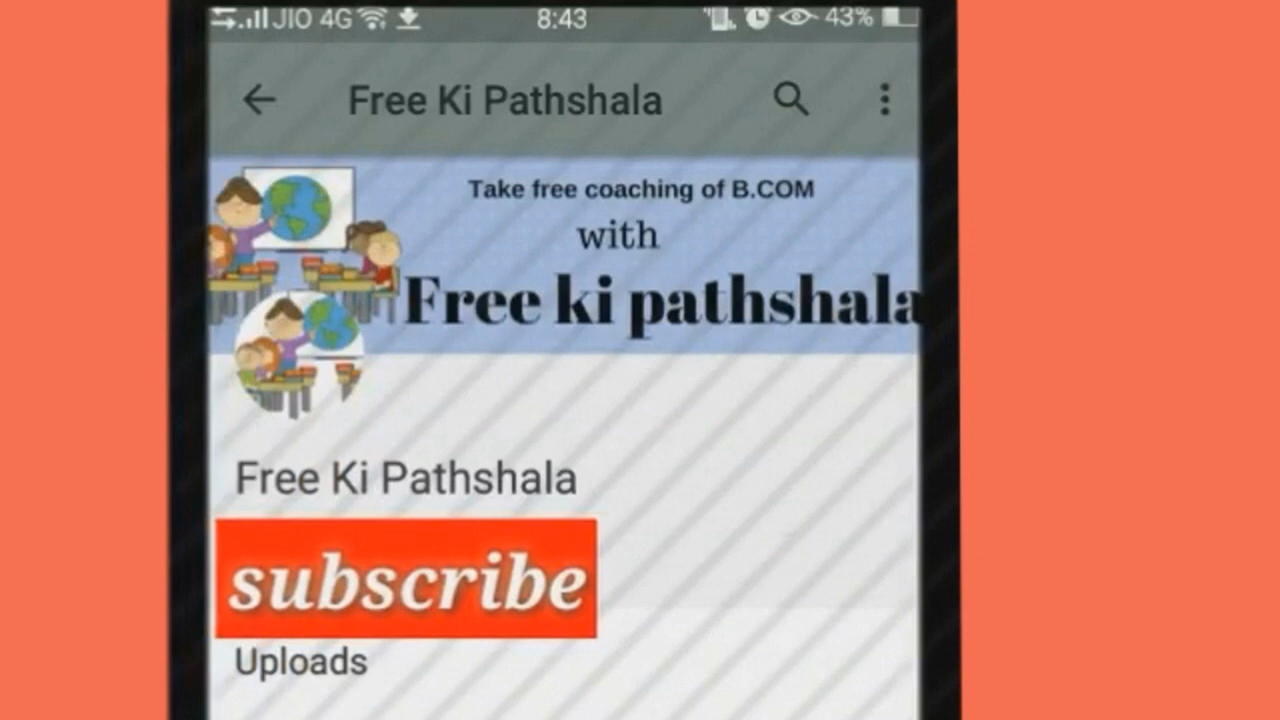 JIO 4G 8:43 43%
Free Ki Pathshala
Take free coaching of B.COM
with
Free ki pathshala
Free Ki Pathshala
subscribe
Uploads